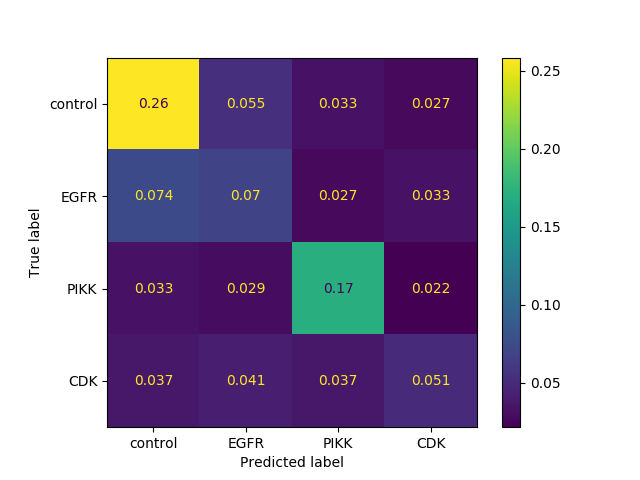 control 0.26 0.055 0.033 0.027
EGFR 0.074 0.07 0.027 0.033
PIKK 0.033 0.029 0.17 0.022
CDK 0.037 0.041 0.037 0.051
control EGFR PIKK CDK
Predicted label
True label
0.25
0.20
0.15
0.10
0.05